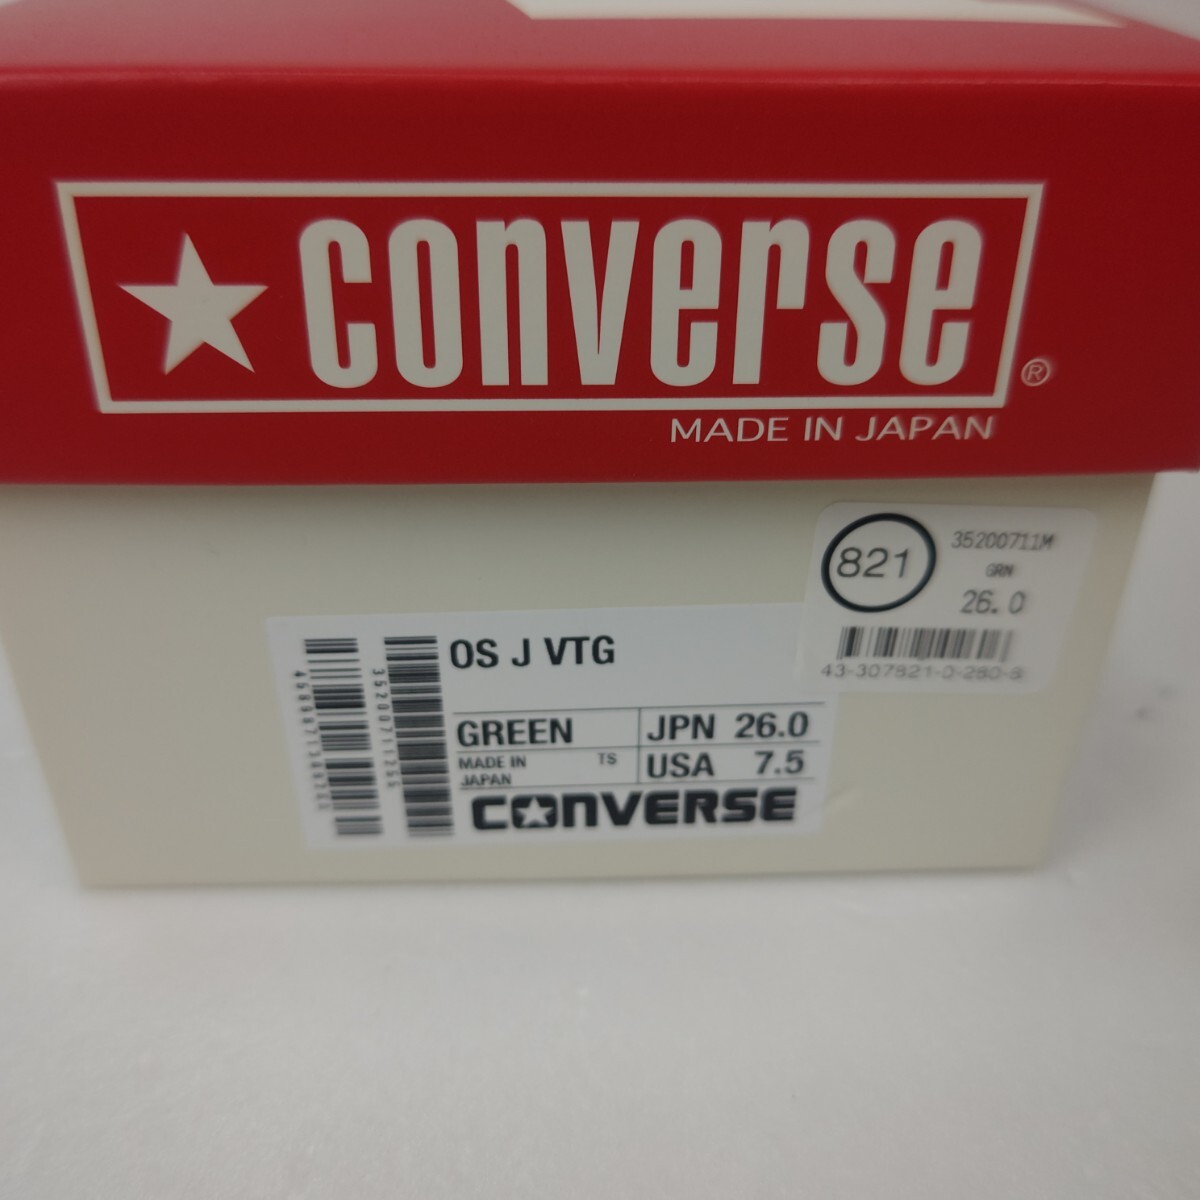 converse
®
MADE IN JAPAN
821
35200711M
GRN
26.0
43-307821-0-260-8
OS J VTG
GREEN
JPN 26.0
MADE IN
JAPAN
TS
USA 7.5
CONVERSE